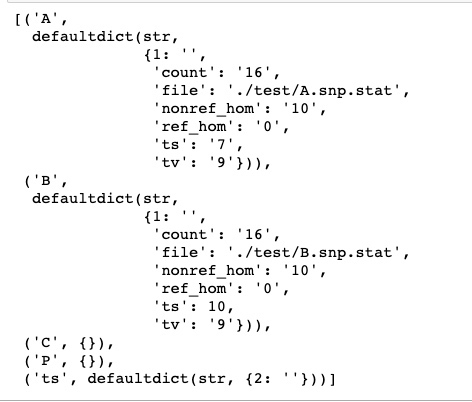 [('A',
  defaultdict(str,
              {1: '',
               'count': '16',
               'file': './test/A.snp.stat',
               'nonref_hom': '10',
               'ref_hom': '0',
               'ts': '7',
               'tv': '9'})),
 ('B',
  defaultdict(str,
              {1: '',
               'count': '16',
               'file': './test/B.snp.stat',
               'nonref_hom': '10',
               'ref_hom': '0',
               'ts': 10,
               'tv': '9'})),
 ('C', {}),
 ('P', {}),
 ('ts', defaultdict(str, {2: ''}))]